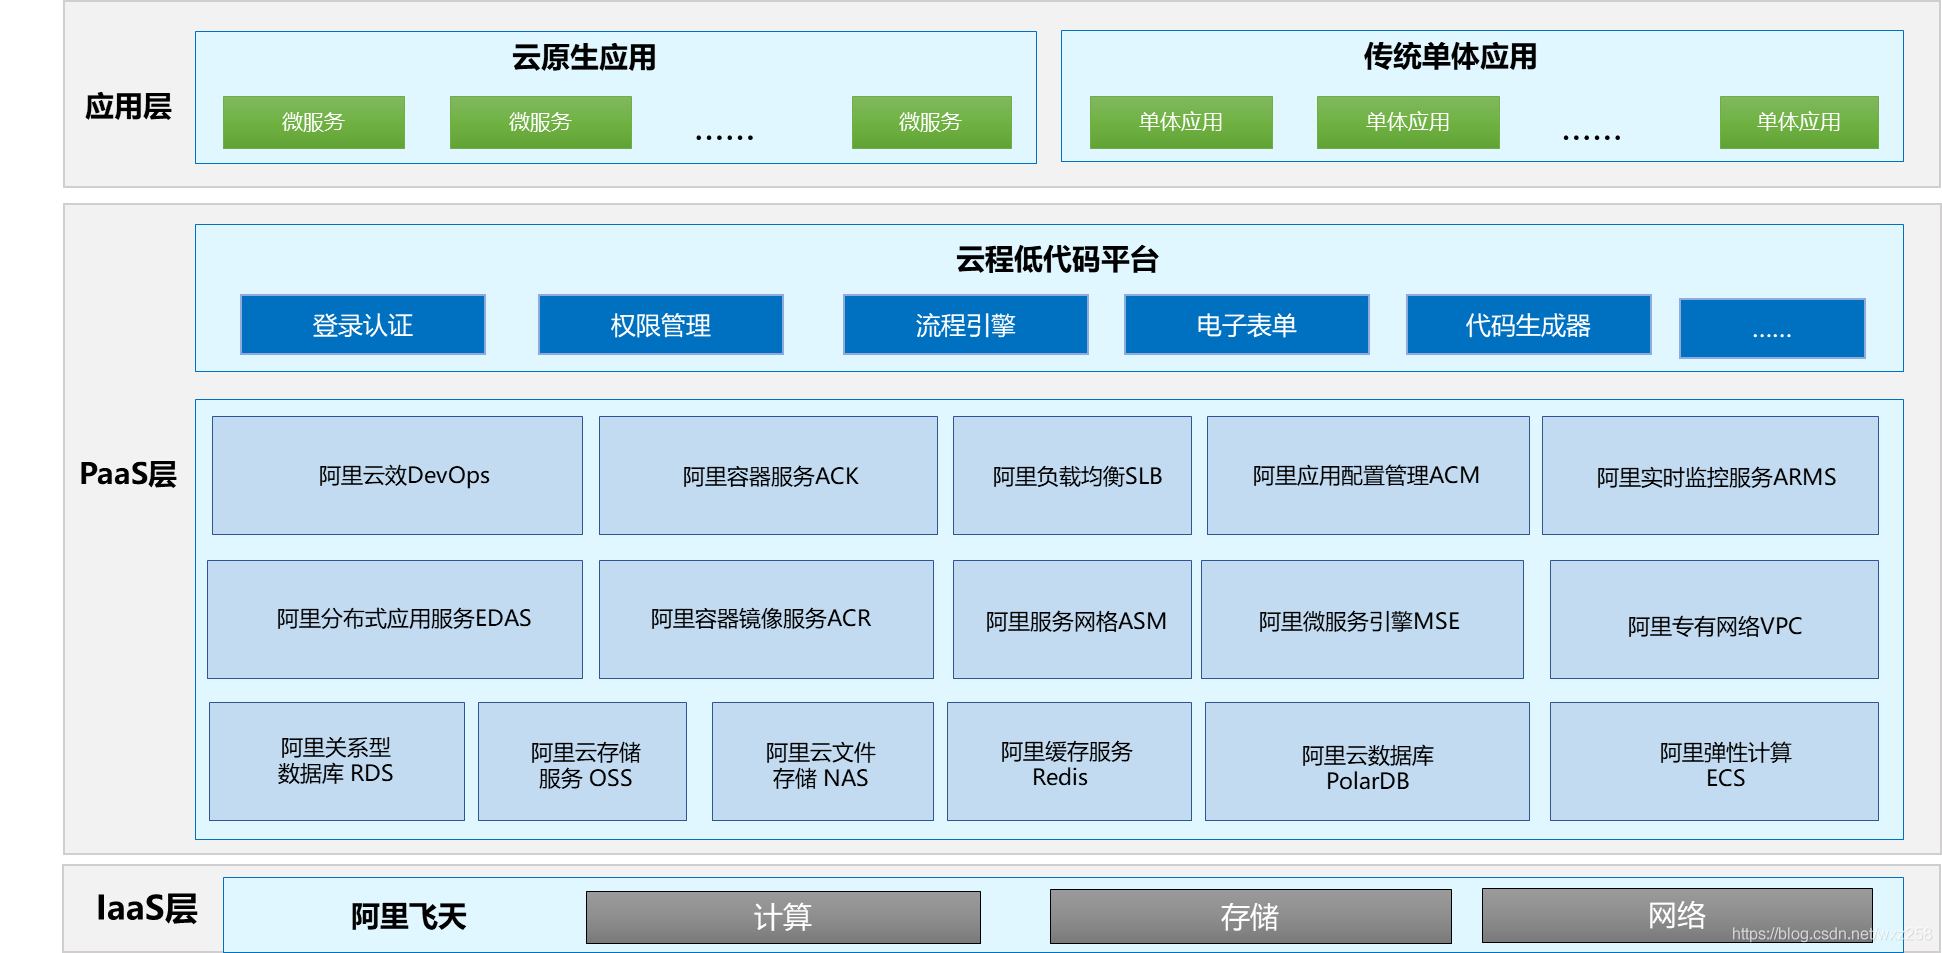 云原生应用
传统单体应用
应用层
微服务
微服务
......
微服务
单体应用
单体应用
......
单体应用
云程低代码平台
登录认证
权限管理
流程引擎
电子表单
代码生成器
......
PaaS层
阿里云效DevOps
阿里容器服务ACK
阿里负载均衡SLB
阿里应用配置管理ACM
阿里实时监控服务ARMS
阿里分布式应用服务EDAS
阿里容器镜像服务ACR
阿里服务网格ASM
阿里微服务引擎MSE
阿里专有网络VPC
阿里关系型
数据库 RDS
阿里云存储
服务 OSS
阿里云文件
存储 NAS
阿里缓存服务
Redis
阿里云数据库
PolarDB
阿里弹性计算
ECS
IaaS层
阿里飞天
计算
存储
网络
https://blog.csdn.net/wxz258